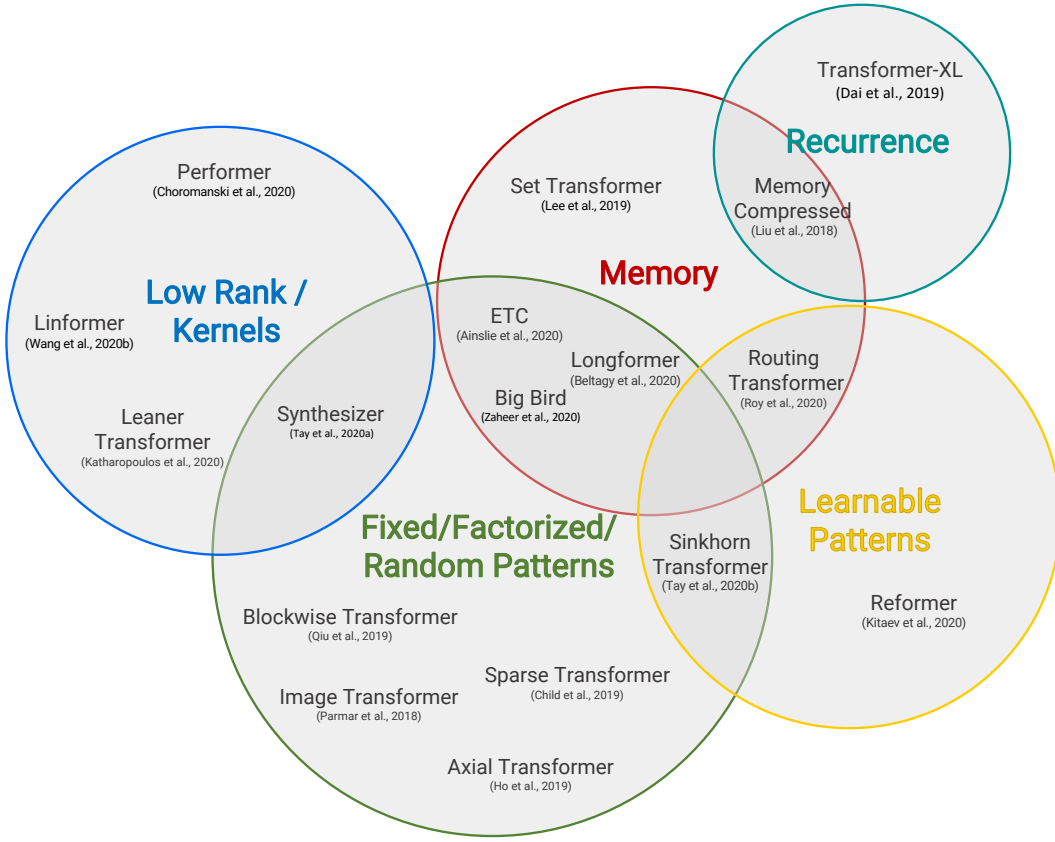 Transformer-XL
(Dai et al., 2019)
Recurrence
Performer
(Choromanski et al., 2020)
Set Transformer
(Lee et al., 2019)
Memory
Compressed
(Liu et al., 2018)
Memory
Low Rank /
Kernels
Linformer
(Wang et al., 2020b)
ETC
(Ainslie et al., 2020)
Longformer
(Beltagy et al., 2020)
Big Bird
(Zaheer et al., 2020)
Routing
Transformer
(Roy et al., 2020)
Leaner
Transformer
(Katharopoulos et al., 2020)
Synthesizer
(Tay et al., 2020a)
Learnable
Patterns
Fixed/Factorized/
Random Patterns
Sinkhorn
Transformer
(Tay et al., 2020b)
Reformer
(Kitaev et al., 2020)
Blockwise Transformer
(Qiu et al., 2019)
Sparse Transformer
(Child et al., 2019)
Image Transformer
(Parmar et al., 2018)
Axial Transformer
(Ho et al., 2019)